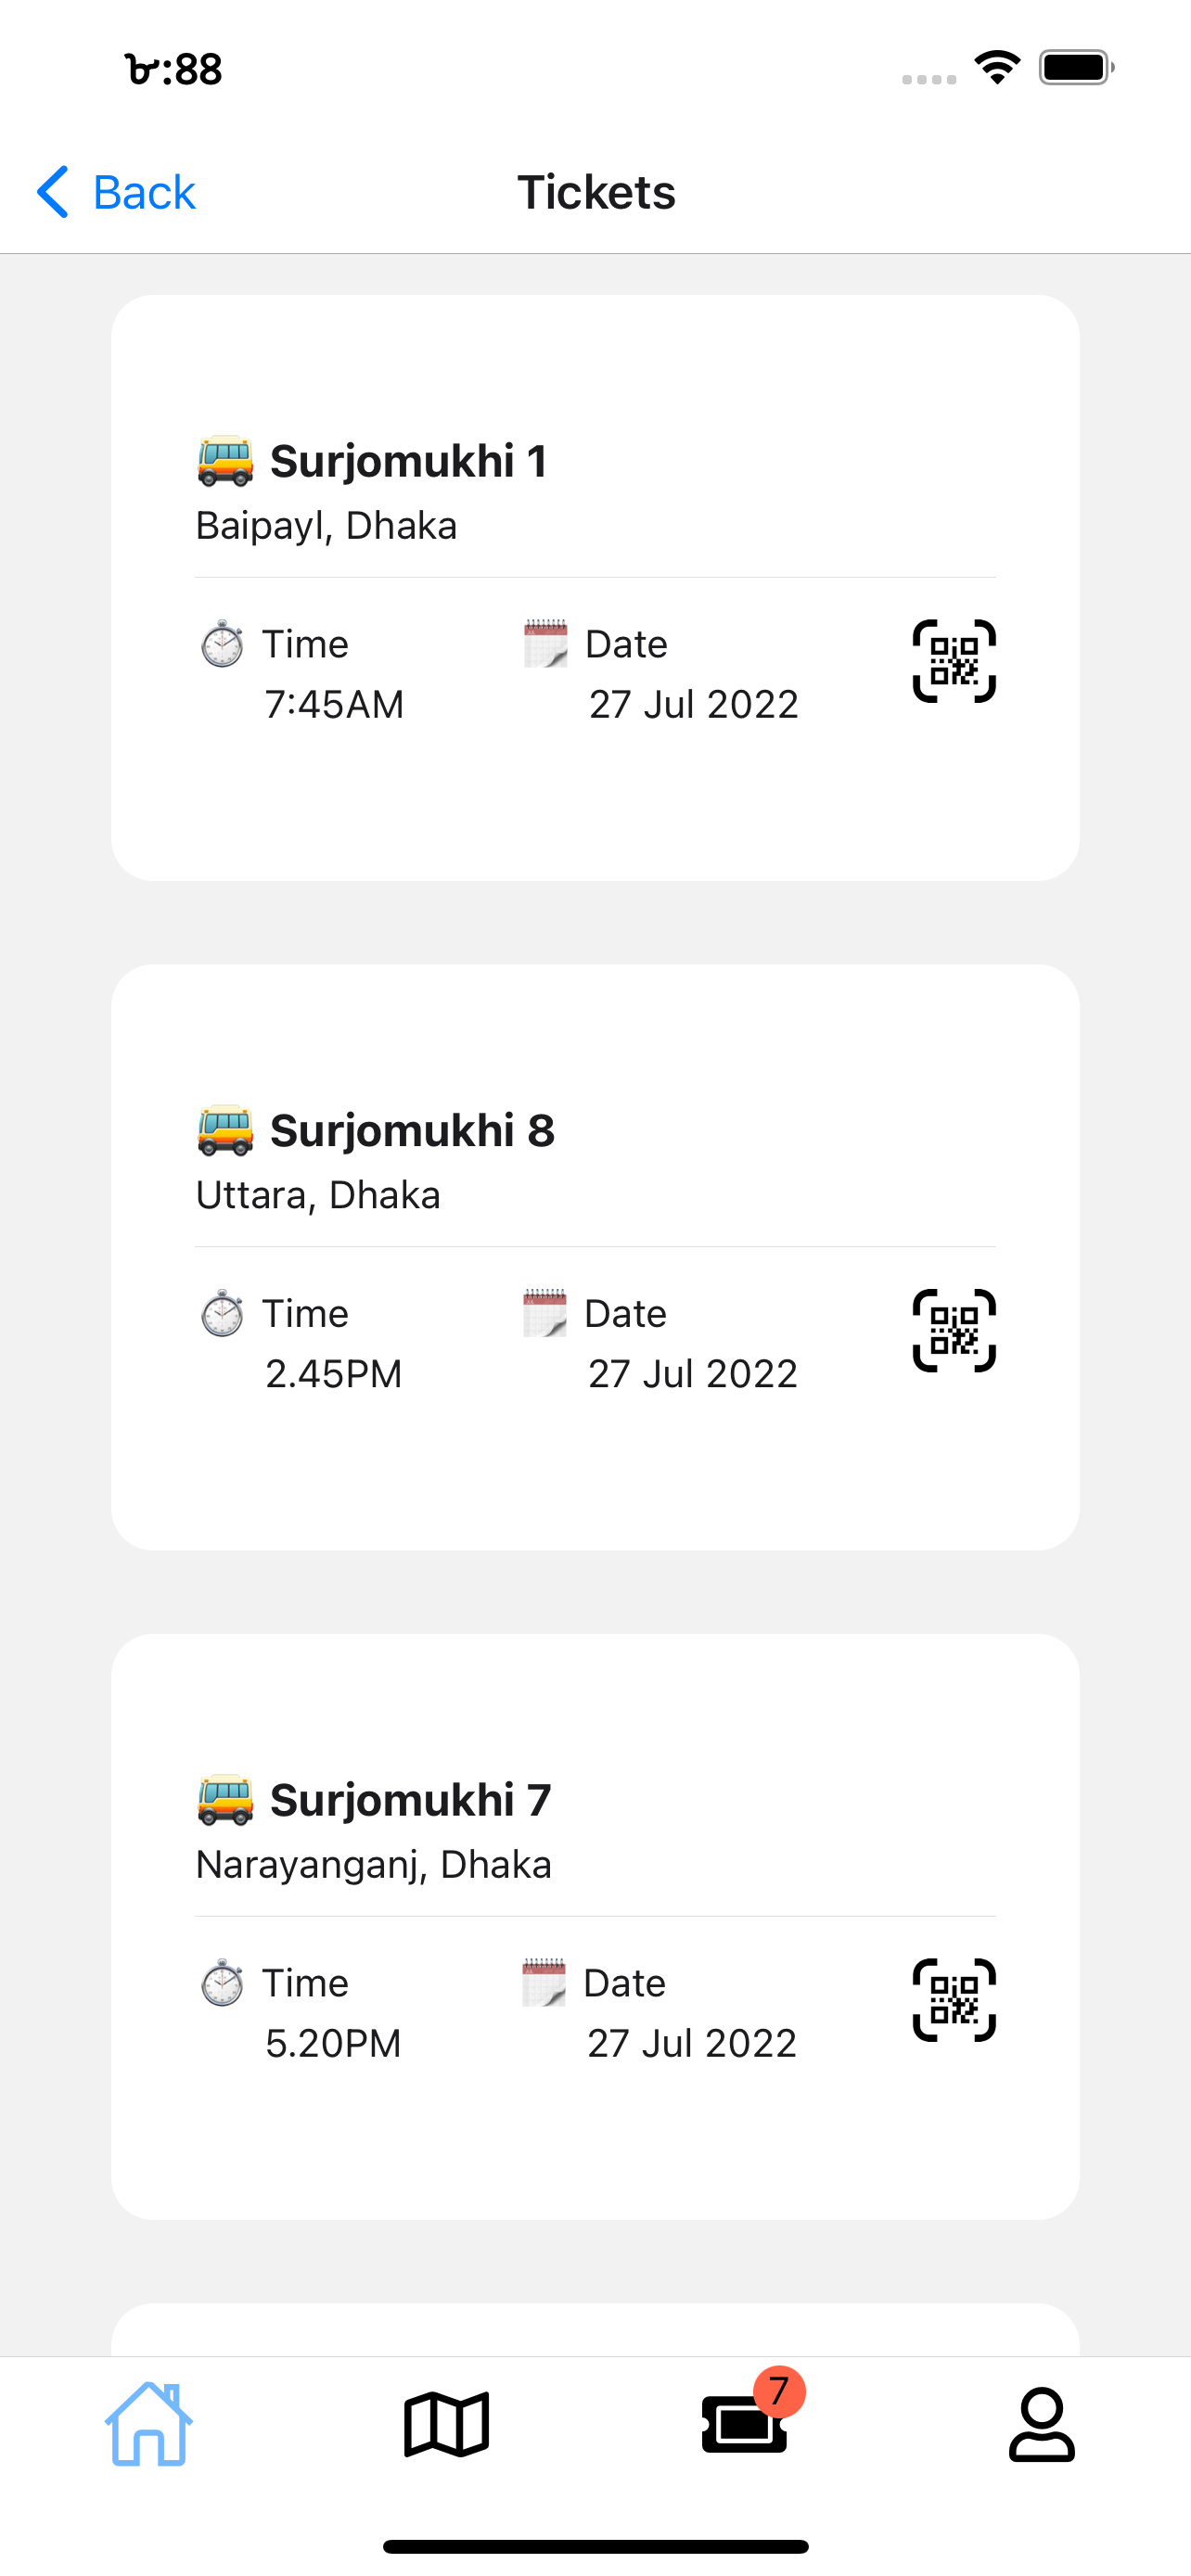 ৮:৪৪
Back
Tickets
Surjomukhi 1
Baipayl, Dhaka
Time Date
7:45AM 27 Jul 2022
Surjomukhi 8
Uttara, Dhaka
Time Date
2.45PM 27 Jul 2022
Surjomukhi 7
Narayanganj, Dhaka
Time Date
5.20PM 27 Jul 2022
7